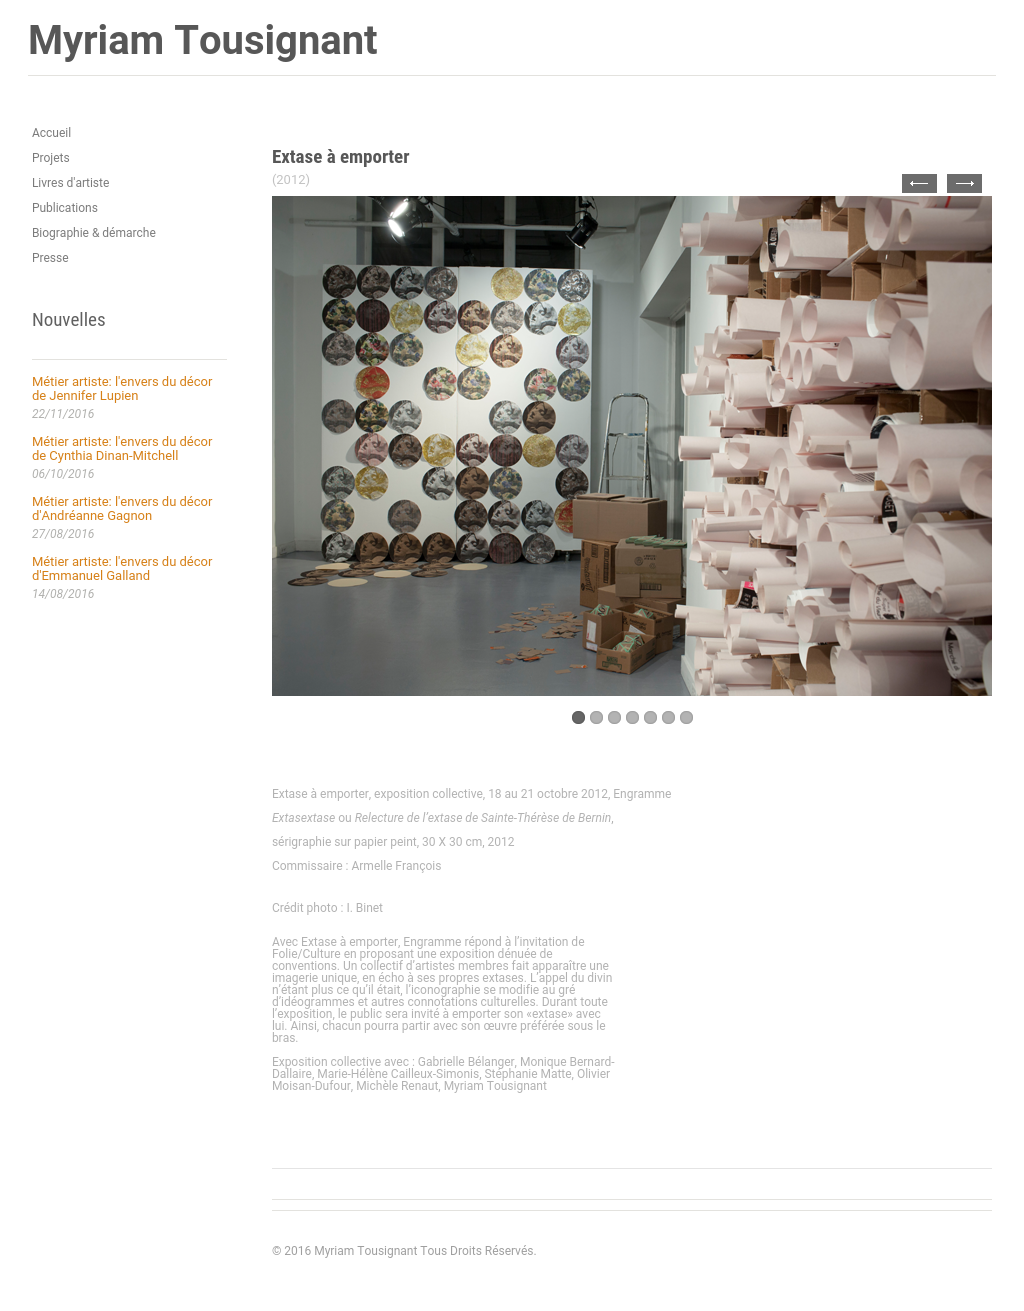 Myriam Tousignant
Accueil
Projets
Livres d'artiste
Publications
Biographie & démarche
Presse
Nouvelles
Métier artiste: l'envers du décor
de Jennifer Lupien
22/11/2016
Métier artiste: l'envers du décor
de Cynthia Dinan-Mitchell
06/10/2016
Métier artiste: l'envers du décor
d'Andréanne Gagnon
27/08/2016
Métier artiste: l'envers du décor
d'Emmanuel Galland
14/08/2016
Extase à emporter
(2012)
Extase à emporter, exposition collective, 18 au 21 octobre 2012, Engramme
Extasextase ou Relecture de l'extase de Sainte-Thérèse de Bernin,
sérigraphie sur papier peint, 30 X 30 cm, 2012
Commissaire : Armelle François
Crédit photo : I. Binet
Avec Extase à emporter, Engramme répond à l'invitation de
Folie/Culture en proposant une exposition dénuée de
conventions. Un collectif d'artistes membres fait apparaître une
imagerie unique, en écho à ses propres extases. L'appel du divin
n'étant plus ce qu'il était, l'iconographie se modifie au gré
d'idéogrammes et autres connotations culturelles. Durant toute
l'exposition, le public sera invité à emporter son «extase» avec
lui. Ainsi, chacun pourra partir avec son œuvre préférée sous le
bras.
Exposition collective avec : Gabrielle Bélanger, Monique Bernard-
Dallaire, Marie-Hélène Cailleux-Simonis, Stéphanie Matte, Olivier
Moisan-Dufour, Michèle Renaut, Myriam Tousignant
© 2016 Myriam Tousignant Tous Droits Réservés.